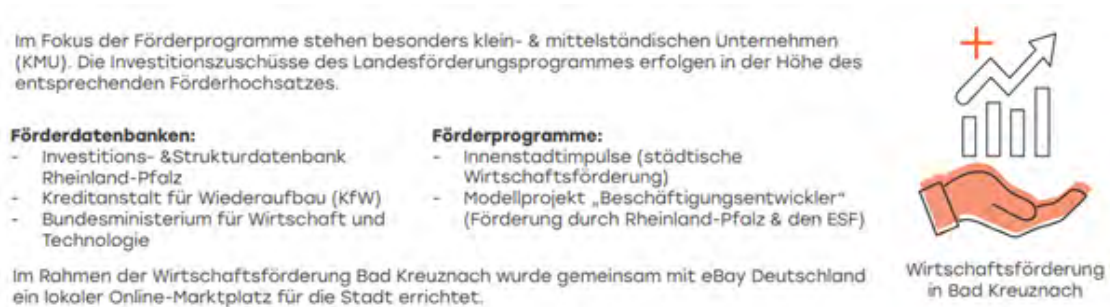 Im Fokus der Förderprogramme stehen besonders klein- & mittelständischen Unternehmen
(KMU). Die Investitionszuschüsse des Landesförderungsprogrammes erfolgen in der Höhe des
entsprechenden Förderhochsatzes.
Förderdatenbanken:
- Investitions- &Strukturdatenbank
Rheinland-Pfalz
- Kreditanstalt für Wiederaufbau (KfW)
- Bundesministerium für Wirtschaft und
Technologie
Förderprogramme:
- Innenstadtimpulse (städtische
Wirtschaftsförderung)
- Modellprojekt „Beschäftigungsentwickler“
(Förderung durch Rheinland-Pfalz & den ESF)
Im Rahmen der Wirtschaftsförderung Bad Kreuznach wurde gemeinsam mit eBay Deutschland
ein lokaler Online-Marktplatz für die Stadt errichtet.
Wirtschaftsförderung
in Bad Kreuznach